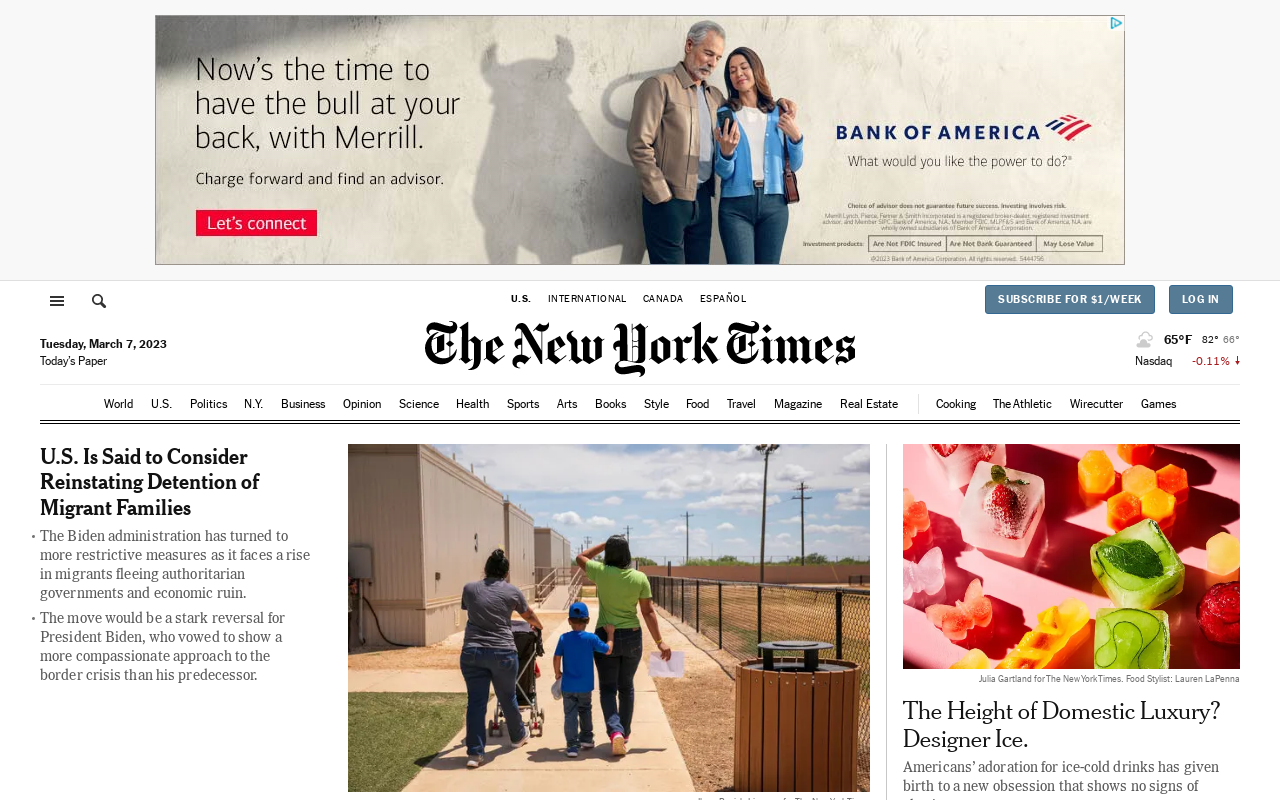 Now's the time to
have the bull at your
back, with Merrill.
Charge forward and find an advisor.
Let's connect
BANK OF AMERICA
What would you like the power to do?®
Choice of advisor does not guarantee future success. Investing involves risk.
Merrill Lynch, Pierce, Fenner & Smith Incorporated is a registered broker-dealer, registered investment
advisor, and Member SIPC. Bank of America, N.A., Member FDIC. MLPF&S and Bank of America, N.A. are
wholly owned subsidiaries of Bank of America Corporation.
Investment products: Are Not FDIC Insured Are Not Bank Guaranteed May Lose Value
@2023 Bank of America Corporation. All rights reserved. 5444756
U.S. INTERNATIONAL CANADA ESPAÑOL
SUBSCRIBE FOR $1/WEEK LOG IN
The New York Times
Tuesday, March 7, 2023
Today's Paper
65°F 82° 66°
Nasdaq -0.11%
World U.S. Politics N.Y. Business Opinion Science Health Sports Arts Books Style Food Travel Magazine Real Estate Cooking The Athletic Wirecutter Games
U.S. Is Said to Consider
Reinstating Detention of
Migrant Families
• The Biden administration has turned to
more restrictive measures as it faces a rise
in migrants fleeing authoritarian
governments and economic ruin.
• The move would be a stark reversal for
President Biden, who vowed to show a
more compassionate approach to the
border crisis than his predecessor.
Julia Gartland for The New York Times. Food Stylist: Lauren LaPenna
The Height of Domestic Luxury?
Designer Ice.
Americans' adoration for ice-cold drinks has given
birth to a new obsession that shows no signs of